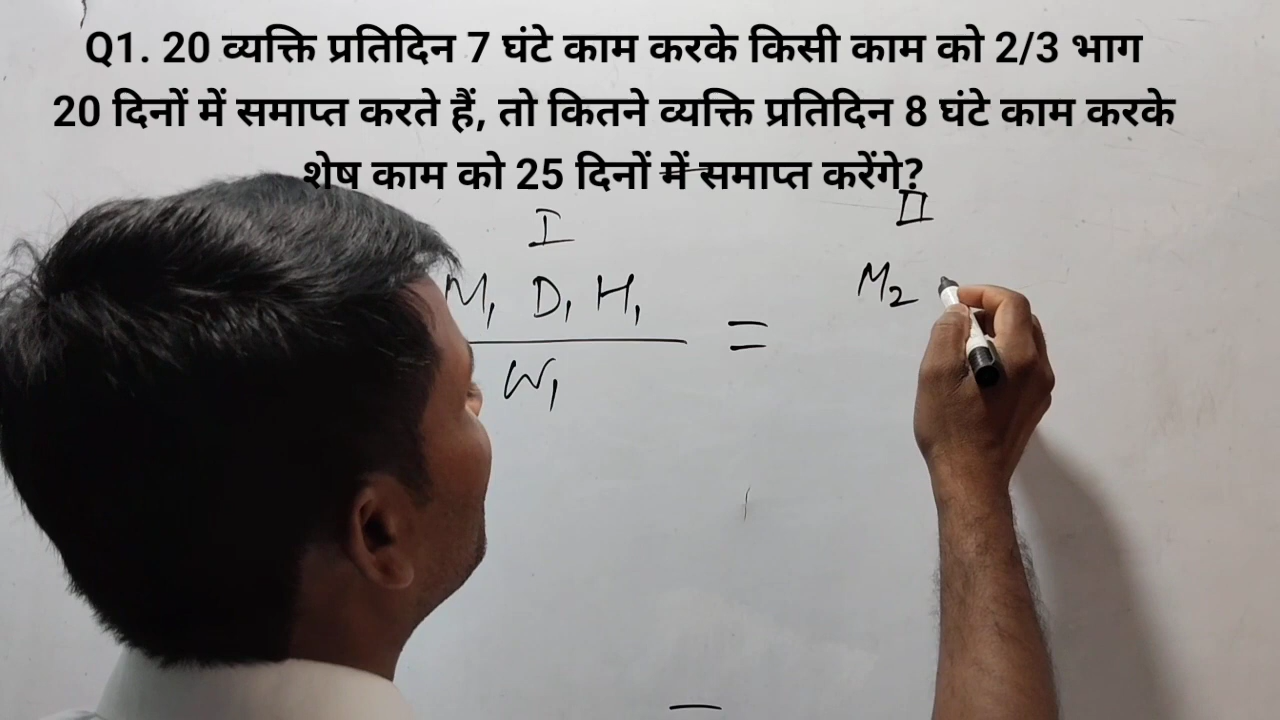 Q1. 20 व्यक्ति प्रतिदिन 7 घंटे काम करके किसी काम को 2/3 भाग
20 दिनों में समाप्त करते हैं, तो कितने व्यक्ति प्रतिदिन 8 घंटे काम करके
शेष काम को 25 दिनों में समाप्त करेंगे?
I II
M₁ D₁ H₁ = M₂
W₁